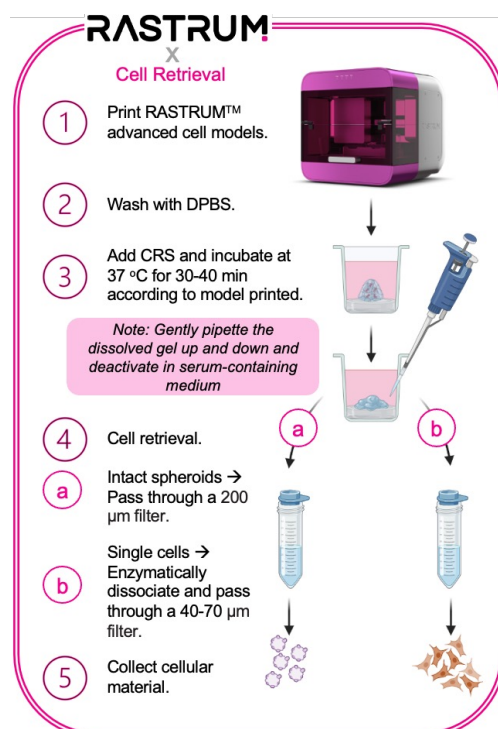 RASTRUM
X
Cell Retrieval
1
Print RASTRUM™
advanced cell models.
2
Wash with DPBS.
3
Add CRS and incubate at
37 ºC for 30-40 min
according to model printed.
Note: Gently pipette the
dissolved gel up and down and
deactivate in serum-containing
medium
a
b
4
Cell retrieval.
a
Intact spheroids →
Pass through a 200
µm filter.
b
Single cells →
Enzymatically
dissociate and pass
through a 40-70 µm
filter.
5
Collect cellular
material.